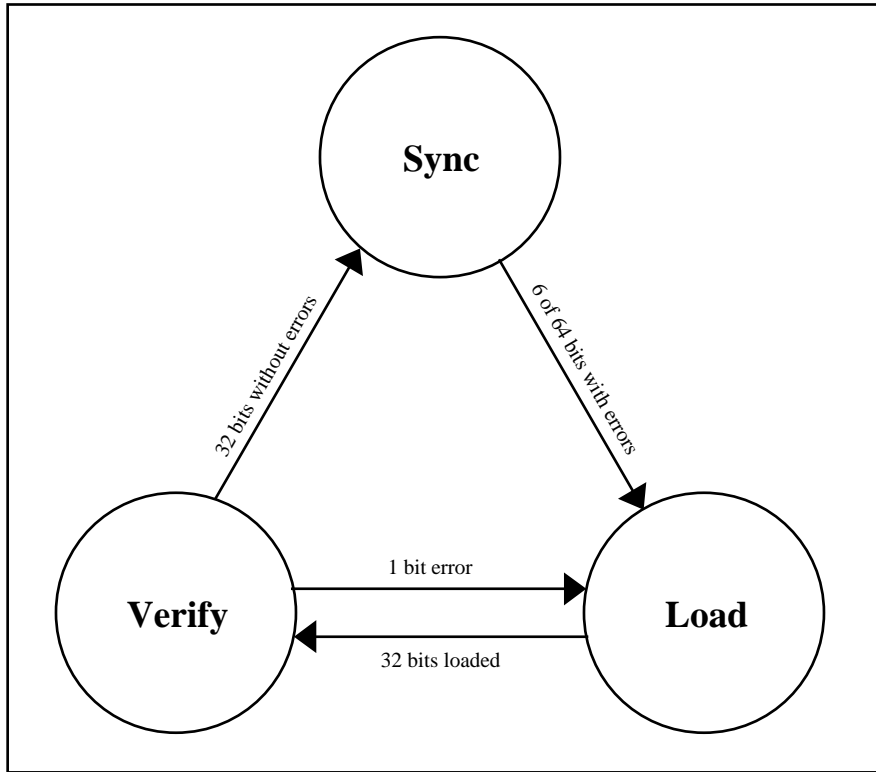 Sync
32 bits without errors
6 of 64 bits with errors
1 bit error
Verify
Load
32 bits loaded